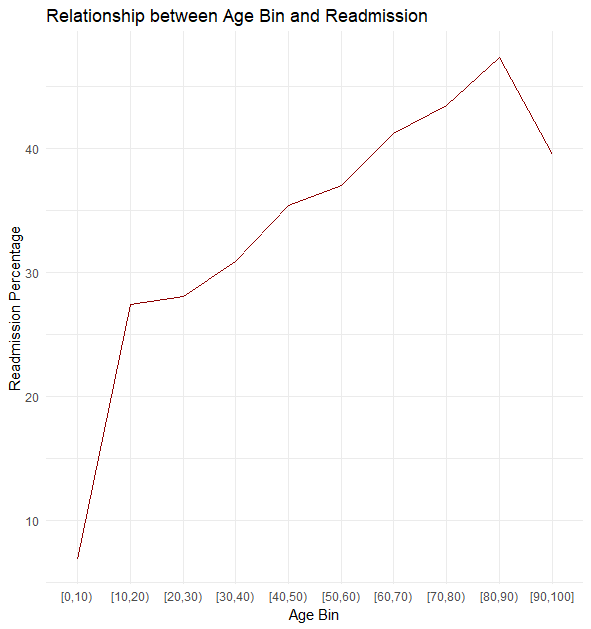 Relationship between Age Bin and Readmission
Readmission Percentage
40
30
20
10
[0,10) [10,20) [20,30) [30,40) [40,50) [50,60) [60,70) [70,80) [80,90) [90,100]
Age Bin